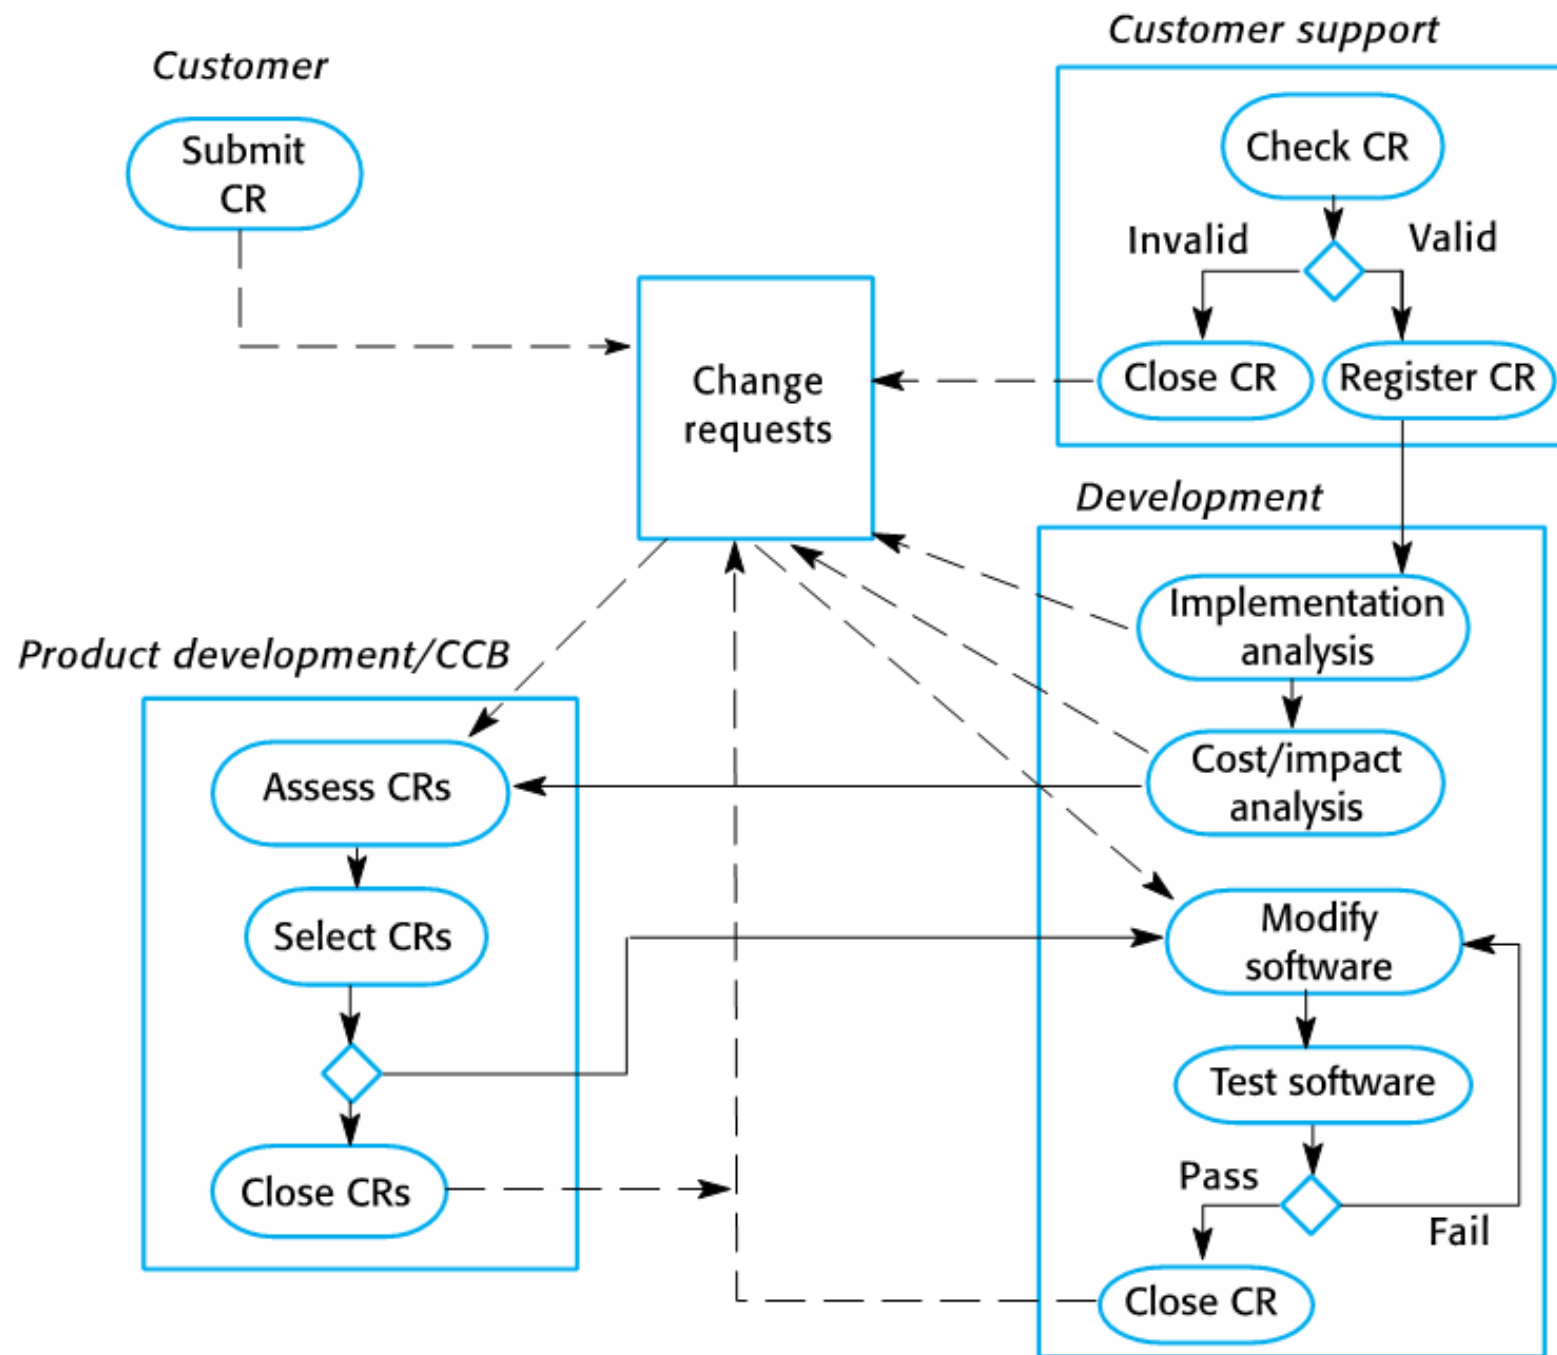 Customer
Submit
CR
Customer support
Check CR
Invalid
Valid
Close CR
Register CR
Change
requests
Development
Implementation
analysis
Cost/impact
analysis
Modify
software
Test software
Pass
Fail
Close CR
Product development/CCB
Assess CRs
Select CRs
Close CRs